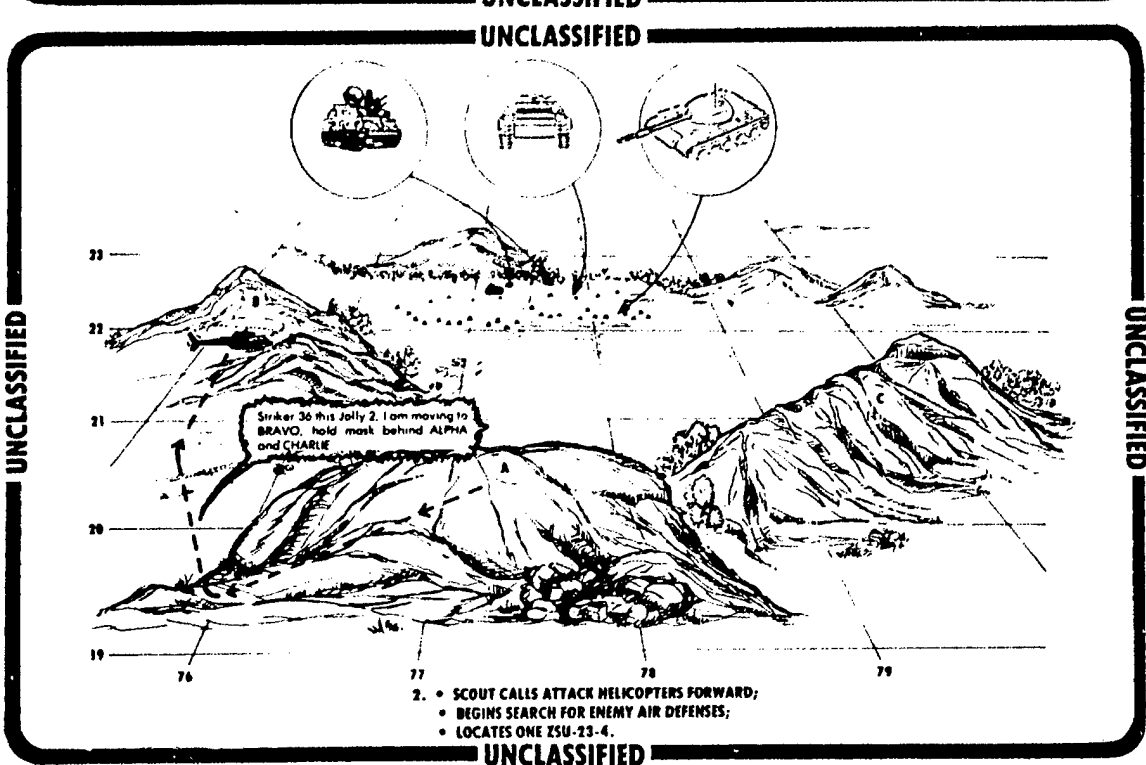 UNCLASSIFIED
UNCLASSIFIED
23
B
22
UNCLASSIFIED
UNCLASSIFIED
C
21
Striker 36 this Jolly 2, I am moving to
BRAVO, hold mask behind ALPHA
and CHARLIE
A
20
19
76
77
78
79
2. • SCOUT CALLS ATTACK HELICOPTERS FORWARD;
• BEGINS SEARCH FOR ENEMY AIR DEFENSES;
• LOCATES ONE ZSU-23-4.
UNCLASSIFIED